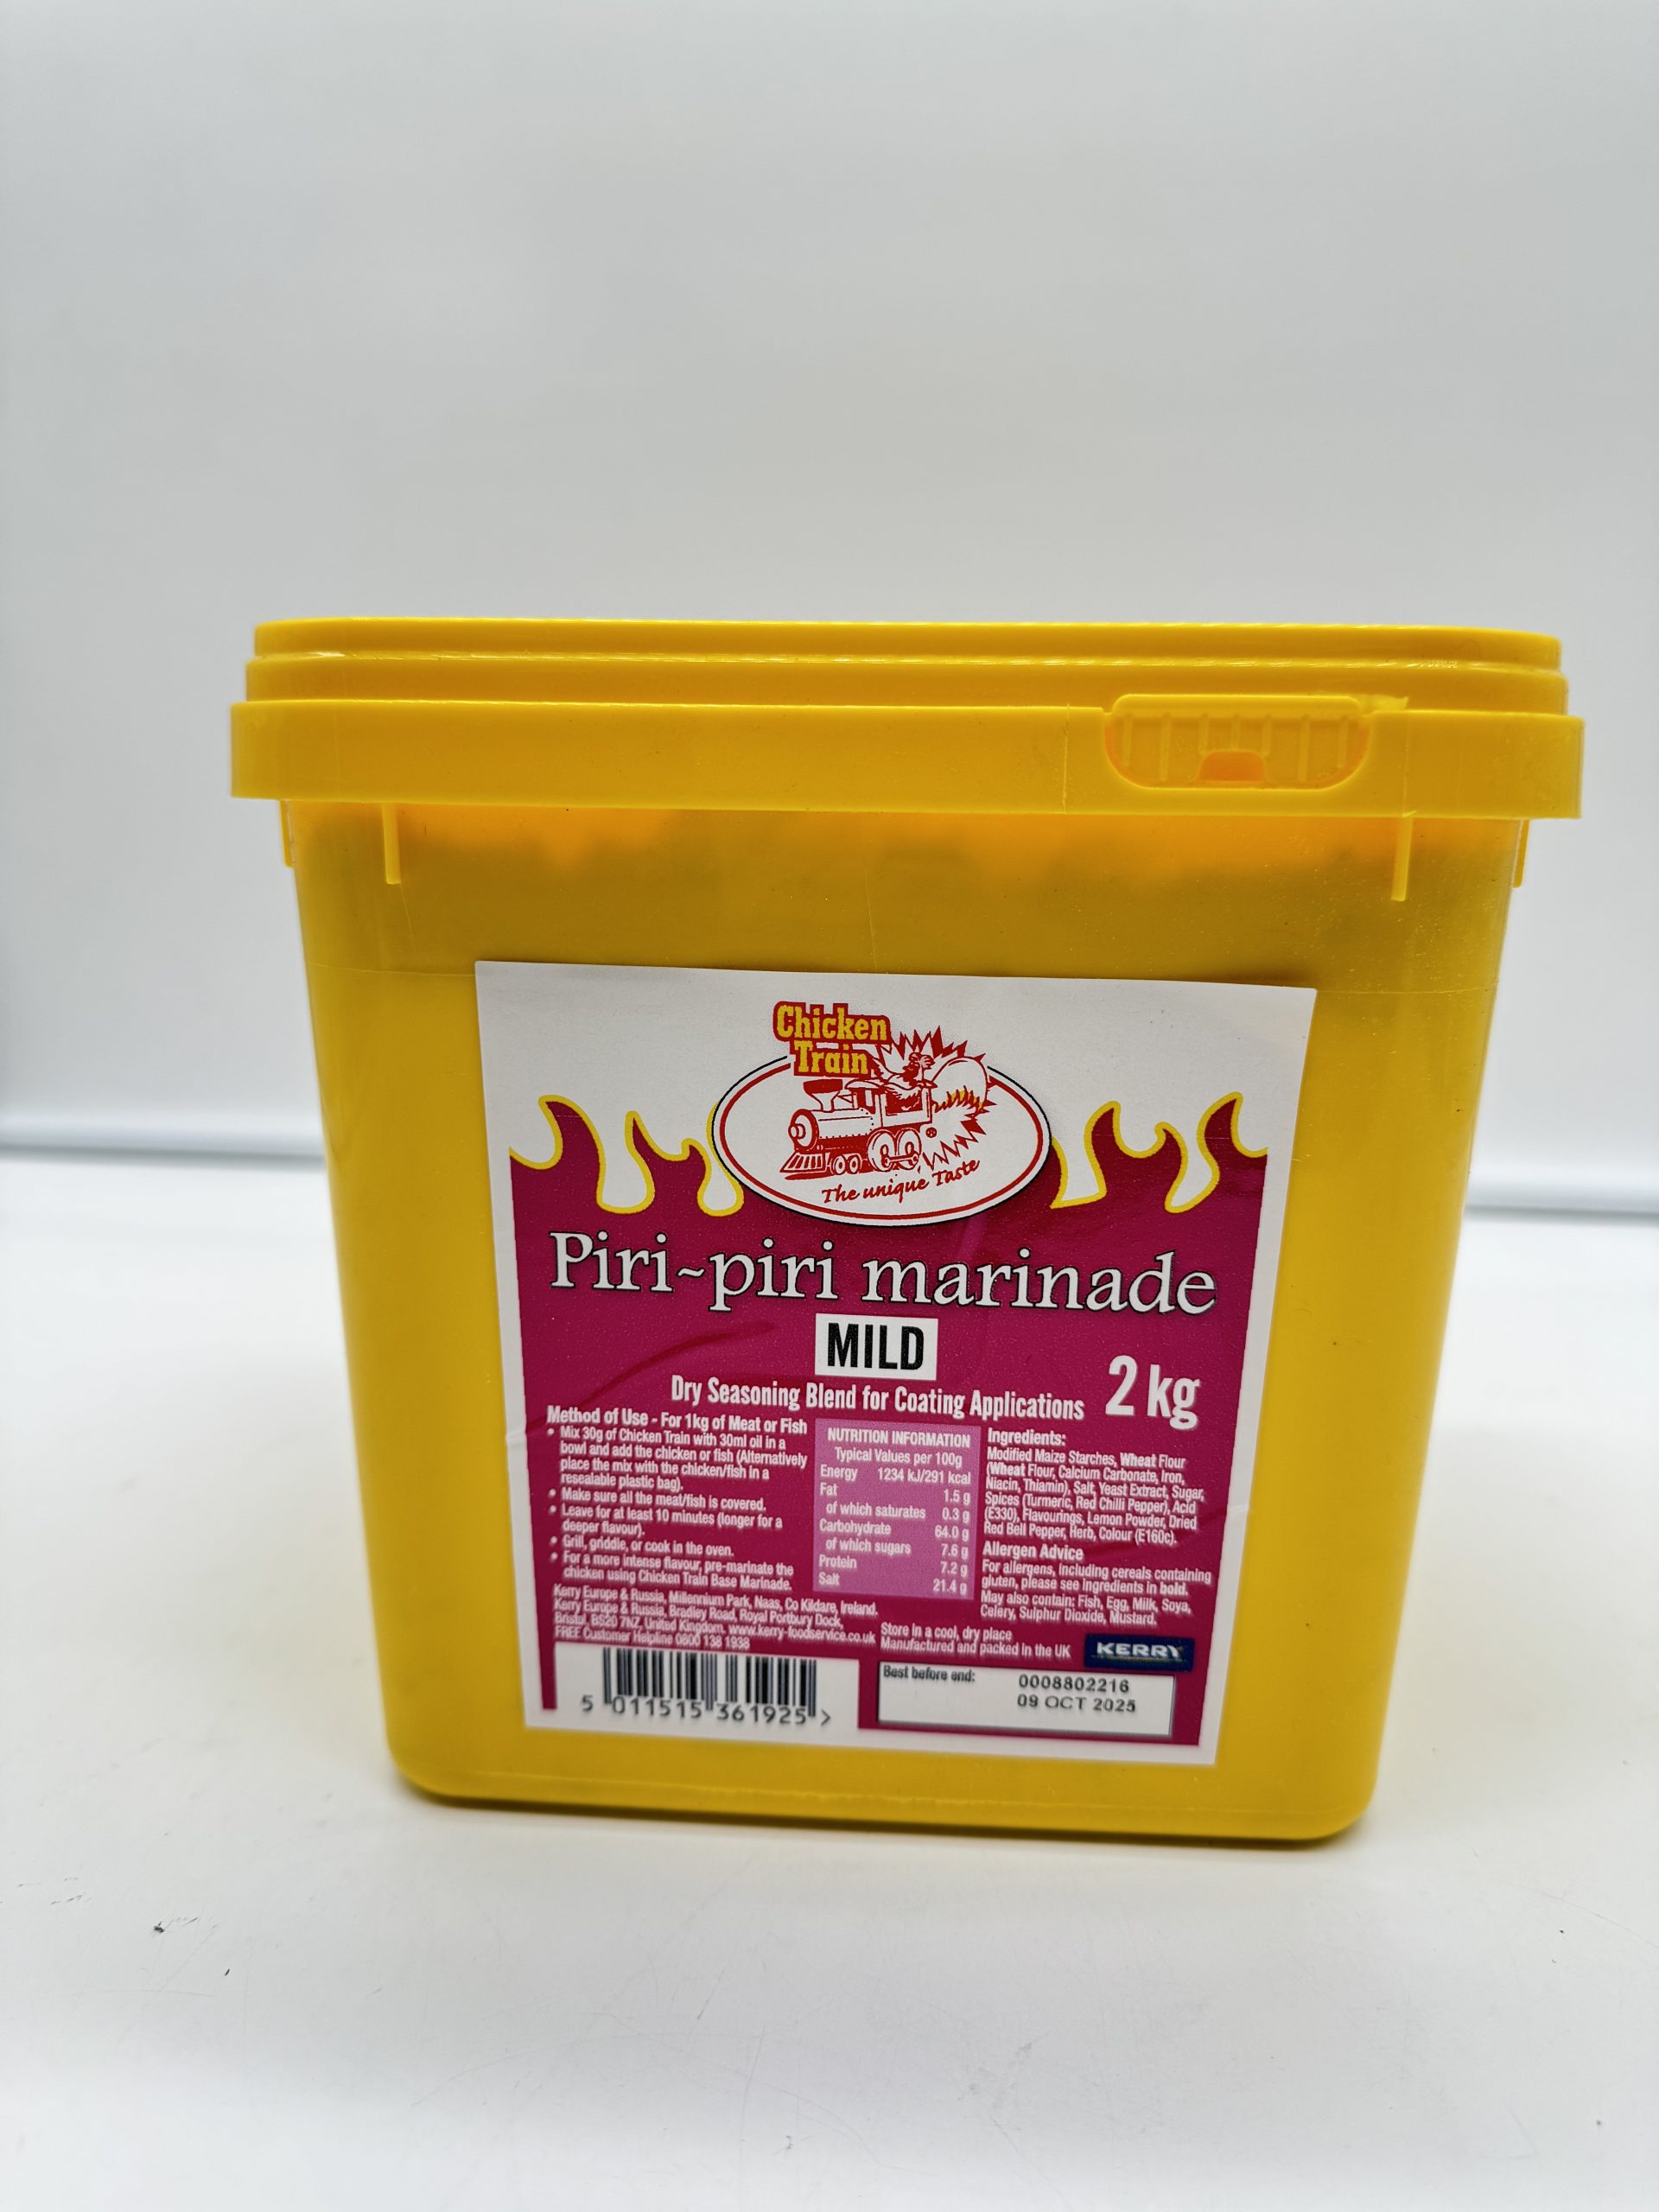 Chicken
Train
The unique Taste
Piri-piri marinade
MILD
2 kg
Dry Seasoning Blend for Coating Applications
Method of Use - For 1kg of Meat or Fish
• Mix 30g of Chicken Train with 30ml oil in a
bowl and add the chicken or fish (Alternatively
place the mix with the chicken/fish in a
resealable plastic bag).
• Make sure all the meat/fish is covered.
• Leave for at least 10 minutes (longer for a
deeper flavour).
• Grill, griddle, or cook in the oven.
• For a more intense flavour, pre-marinate the
chicken using Chicken Train Base Marinade.
NUTRITION INFORMATION
Typical Values per 100g
Energy 1234 kJ/291 kcal
Fat 1.5 g
of which saturates 0.3 g
Carbohydrate 64.0 g
of which sugars 7.6 g
Protein 7.2 g
Salt 21.4 g
Ingredients:
Modified Maize Starches, Wheat Flour
(Wheat Flour, Calcium Carbonate, Iron,
Niacin, Thiamin), Salt, Yeast Extract, Sugar,
Spices (Turmeric, Red Chilli Pepper), Acid
(E330), Flavourings, Lemon Powder, Dried
Red Bell Pepper, Herb, Colour (E160c).
Allergen Advice
For allergens, including cereals containing
gluten, please see ingredients in bold.
May also contain: Fish, Egg, Milk, Soya,
Celery, Sulphur Dioxide, Mustard.
Kerry Europe & Russia, Millennium Park, Naas, Co Kildare, Ireland.
Kerry Europe & Russia, Bradley Road, Royal Portbury Dock,
Bristol, BS20 7NZ, United Kingdom. www.kerry-foodservice.co.uk
FREE Customer Helpline 0800 138 1938
Store in a cool, dry place
Manufactured and packed in the UK
KERRY
Best before end:
0008802216
09 OCT 2025
5 011515 361925 >